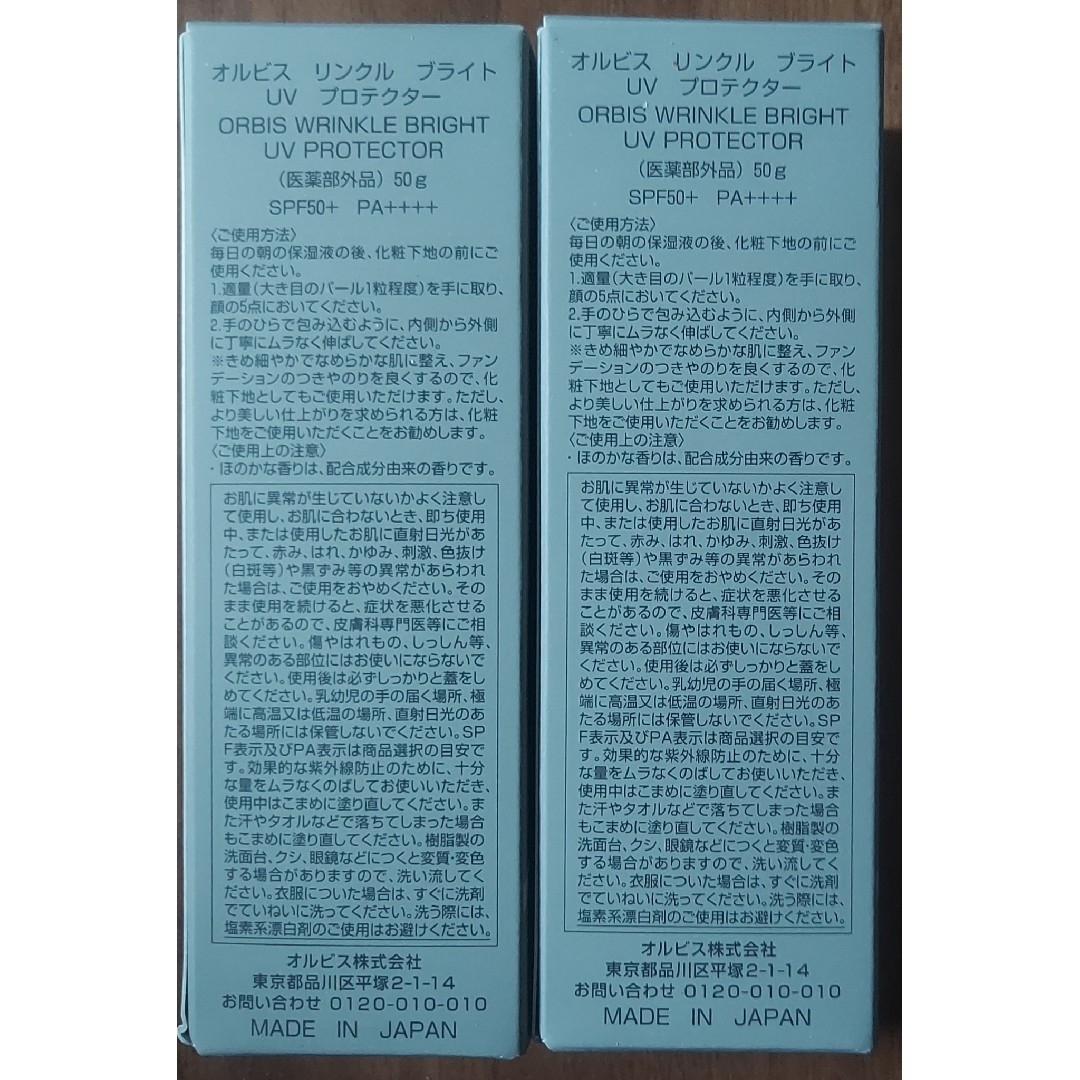 オルビス リンクル ブライト
UV プロテクター
ORBIS WRINKLE BRIGHT
UV PROTECTOR
（医薬部外品）50g
SPF50+ PA++++
〈ご使用方法〉
毎日の朝の保湿液の後、化粧下地の前にご
使用ください。
1.適量（大き目のパール1粒程度）を手に取り、
顔の5点においてください。
2.手のひらで包み込むように、内側から外側
に丁寧にムラなく伸ばしてください。
※きめ細やかでなめらかな肌に整え、ファン
デーションのつきやのりを良くするので、化
粧下地としてもご使用いただけます。ただし、
より美しい仕上がりを求められる方は、化粧
下地をご使用いただくことをお勧めします。
〈ご使用上の注意〉
・ほのかな香りは、配合成分由来の香りです。
お肌に異常が生じていないかよく注意し
て使用し、お肌に合わないとき、即ち使用
中、または使用したお肌に直射日光があ
たって、赤み、はれ、かゆみ、刺激、色抜け
（白斑等）や黒ずみ等の異常があらわれ
た場合は、ご使用をおやめください。その
まま使用を続けると、症状を悪化させる
ことがあるので、皮膚科専門医等にご相
談ください。傷やはれもの、しっしん等、
異常のある部位にはお使いにならないで
ください。使用後は必ずしっかりと蓋をし
めてください。乳幼児の手の届く場所、極
端に高温又は低温の場所、直射日光のあ
たる場所には保管しないでください。SP
F表示及びPA表示は商品選択の目安で
す。効果的な紫外線防止のために、十分
な量をムラなくのばしてお使いいただき、
使用中はこまめに塗り直してください。ま
た汗やタオルなどで落ちてしまった場合
もこまめに塗り直してください。樹脂製の
洗面台、クシ、眼鏡などにつくと変質・変色
する場合がありますので、洗い流してく
ださい。衣服についた場合は、すぐに洗剤
でていねいに洗ってください。洗う際には、
塩素系漂白剤のご使用はお避けください。
オルビス株式会社
東京都品川区平塚2-1-14
お問い合わせ 0120-010-010
MADE IN JAPAN
オルビス リンクル ブライト
UV プロテクター
ORBIS WRINKLE BRIGHT
UV PROTECTOR
（医薬部外品）50g
SPF50+ PA++++
〈ご使用方法〉
毎日の朝の保湿液の後、化粧下地の前にご
使用ください。
1.適量（大き目のパール1粒程度）を手に取り、
顔の5点においてください。
2.手のひらで包み込むように、内側から外側
に丁寧にムラなく伸ばしてください。
※きめ細やかでなめらかな肌に整え、ファン
デーションのつきやのりを良くするので、化
粧下地としてもご使用いただけます。ただし、
より美しい仕上がりを求められる方は、化粧
下地をご使用いただくことをお勧めします。
〈ご使用上の注意〉
・ほのかな香りは、配合成分由来の香りです。
お肌に異常が生じていないかよく注意し
て使用し、お肌に合わないとき、即ち使用
中、または使用したお肌に直射日光があ
たって、赤み、はれ、かゆみ、刺激、色抜け
（白斑等）や黒ずみ等の異常があらわれ
た場合は、ご使用をおやめください。その
まま使用を続けると、症状を悪化させる
ことがあるので、皮膚科専門医等にご相
談ください。傷やはれもの、しっしん等、
異常のある部位にはお使いにならないで
ください。使用後は必ずしっかりと蓋をし
めてください。乳幼児の手の届く場所、極
端に高温又は低温の場所、直射日光のあ
たる場所には保管しないでください。SP
F表示及びPA表示は商品選択の目安で
す。効果的な紫外線防止のために、十分
な量をムラなくのばしてお使いいただき、
使用中はこまめに塗り直してください。ま
た汗やタオルなどで落ちてしまった場合
もこまめに塗り直してください。樹脂製の
洗面台、クシ、眼鏡などにつくと変質・変色
する場合がありますので、洗い流してく
ださい。衣服についた場合は、すぐに洗剤
でていねいに洗ってください。洗う際には、
塩素系漂白剤のご使用はお避けください。
オルビス株式会社
東京都品川区平塚2-1-14
お問い合わせ 0120-010-010
MADE IN JAPAN